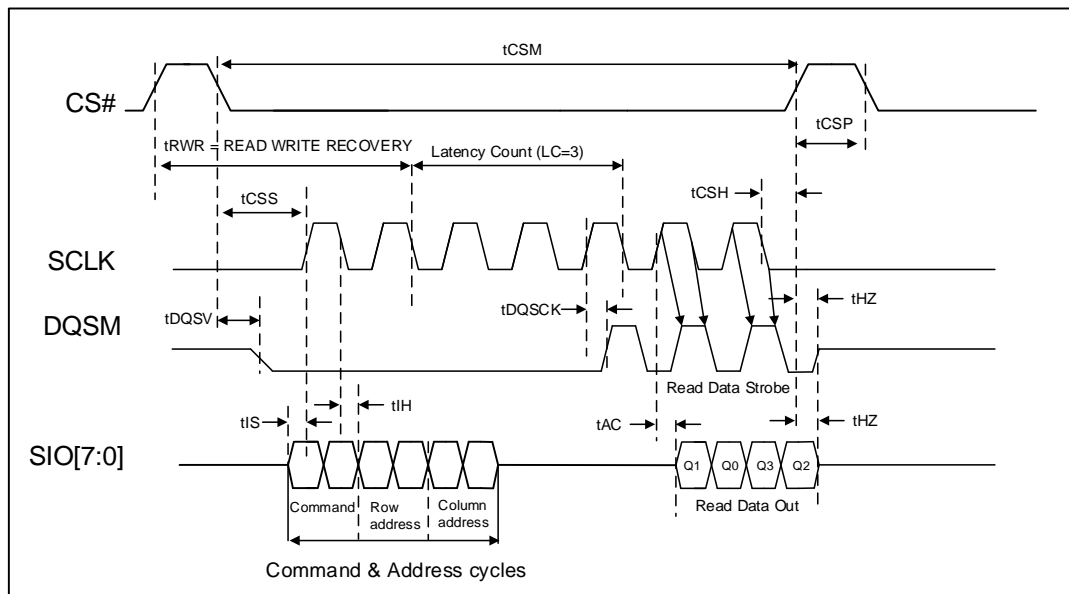 tCSM
CS#
tCSP
tRWR = READ WRITE RECOVERY
Latency Count (LC=3)
tCSH
tCSS
SCLK
tDQSV
tDQSCK
tHZ
DQSM
Read Data Strobe
tIH
tIS
tAC
tHZ
SIO[7:0]
Q1 Q0 Q3 Q2
Command
Row
address
Column
address
Read Data Out
Command & Address cycles